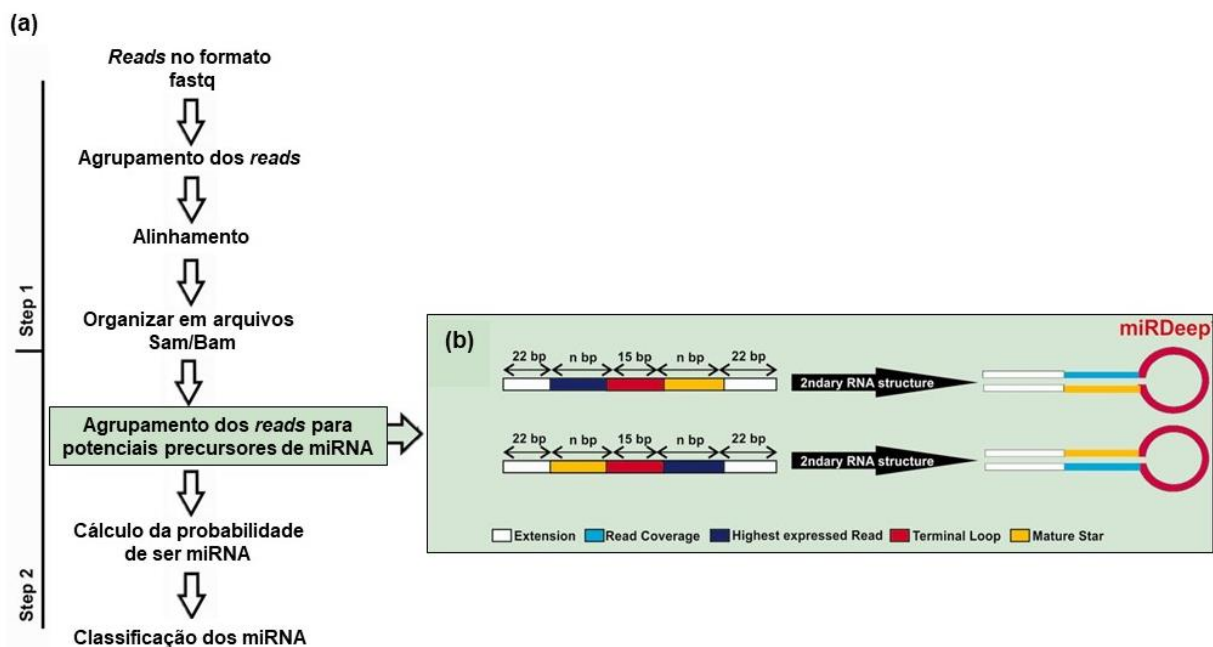 (a)
Reads no formato
fastq
Agrupamento dos reads
Alinhamento
Organizar em arquivos
Sam/Bam
Agrupamento dos reads para
potenciais precursores de miRNA
Cálculo da probabilidade
de ser miRNA
Classificação dos miRNA
Step 1
Step 2
(b)
miRDeep*
22 bp n bp 15 bp n bp 22 bp
2ndary RNA structure
22 bp n bp 15 bp n bp 22 bp
2ndary RNA structure
Extension Read Coverage Highest expressed Read Terminal Loop Mature Star